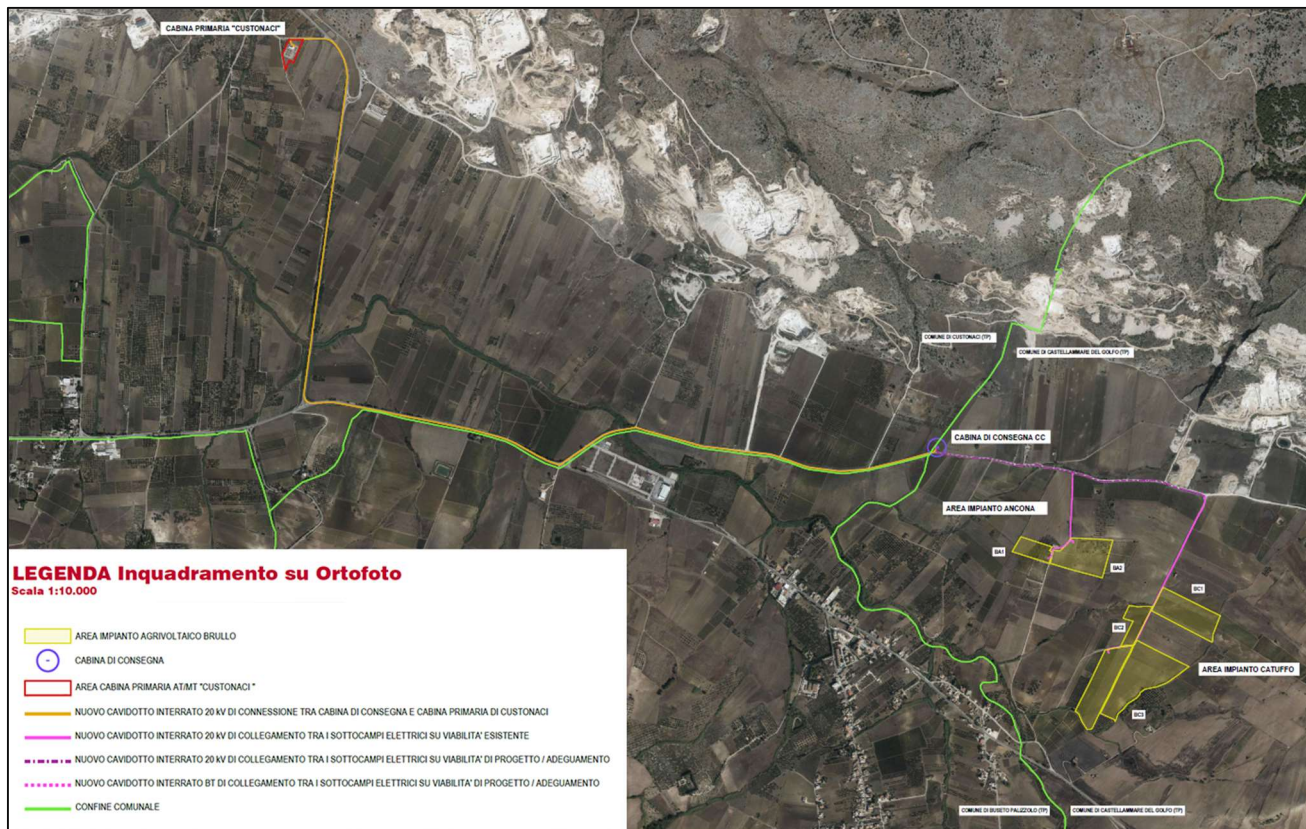 CABINA PRIMARIA "CUSTONACI"
COMUNE DI CUSTONACI (TP)
COMUNE DI CASTELLAMMARE DEL GOLFO (TP)
CABINA DI CONSEGNA CC
AREA IMPIANTO ANCONA
BA1
BA2
BC1
BC2
AREA IMPIANTO CATUFFO
BC3
COMUNE DI BUSETO PALIZZOLO (TP)
COMUNE DI CASTELLAMMARE DEL GOLFO (TP)
LEGENDA Inquadramento su Ortofoto
Scala 1:10.000
AREA IMPIANTO AGRIVOLTAICO BRULLO
CABINA DI CONSEGNA
AREA CABINA PRIMARIA AT/MT "CUSTONACI "
NUOVO CAVIDOTTO INTERRATO 20 kV DI CONNESSIONE TRA CABINA DI CONSEGNA E CABINA PRIMARIA DI CUSTONACI
NUOVO CAVIDOTTO INTERRATO 20 kV DI COLLEGAMENTO TRA I SOTTOCAMPI ELETTRICI SU VIABILITA' ESISTENTE
NUOVO CAVIDOTTO INTERRATO 20 kV DI COLLEGAMENTO TRA I SOTTOCAMPI ELETTRICI SU VIABILITA' DI PROGETTO / ADEGUAMENTO
NUOVO CAVIDOTTO INTERRATO BT DI COLLEGAMENTO TRA I SOTTOCAMPI ELETTRICI SU VIABILITA' DI PROGETTO / ADEGUAMENTO
CONFINE COMUNALE